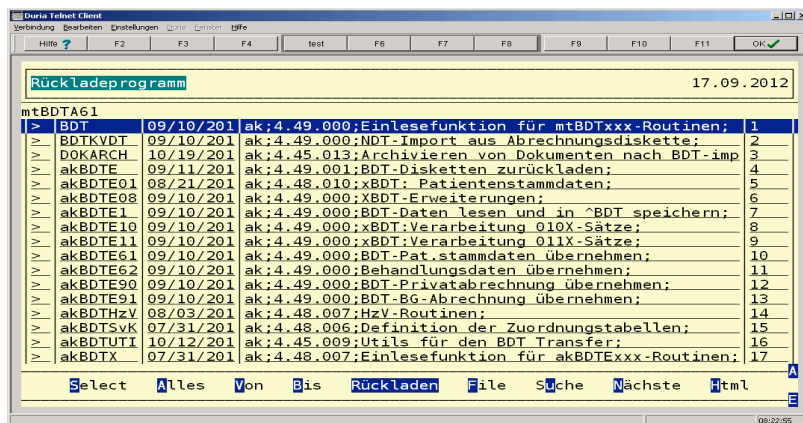 Duria Telnet Client
Verbindung Bearbeiten Einstellungen Duria Fenster Hilfe
Hilfe ? F2 F3 F4 test F6 F7 F8 F9 F10 F11 OK
Rückladeprogramm 17.09.2012
mtBDTA61
> BDT 09/10/201 ak;4.49.000;Einlesefunktion für mtBDTxxx-Routinen; 1
> BDTKVDT 09/10/201 ak;4.49.000;NDT-Import aus Abrechnungsdiskette; 2
> DOKARCH 10/19/201 ak;4.45.013;Archivieren von Dokumenten nach BDT-imp 3
> akBDTE 09/11/201 ak;4.49.001;BDT-Disketten zurückladen; 4
> akBDTE01 08/21/201 ak;4.48.010;xBDT: Patientenstammdaten; 5
> akBDTE08 09/10/201 ak;4.49.000;XBDT-Erweiterungen; 6
> akBDTE1 09/10/201 ak;4.49.000;BDT-Daten lesen und in ^BDT speichern; 7
> akBDTE10 09/10/201 ak;4.49.000;xBDT:Verarbeitung 010X-Sätze; 8
> akBDTE11 09/10/201 ak;4.49.000;xBDT:Verarbeitung 011X-Sätze; 9
> akBDTE61 09/10/201 ak;4.49.000;BDT-Pat.stammdaten übernehmen; 10
> akBDTE62 09/10/201 ak;4.49.000;Behandlungsdaten übernehmen; 11
> akBDTE90 09/10/201 ak;4.49.000;BDT-Privatabrechnung übernehmen; 12
> akBDTE91 09/10/201 ak;4.49.000;BDT-BG-Abrechnung übernehmen; 13
> akBDTHzV 08/03/201 ak;4.48.007;HzV-Routinen; 14
> akBDTSvK 07/31/201 ak;4.48.006;Definition der Zuordnungstabellen; 15
> akBDTUTI 10/12/201 ak;4.45.009;Utils für den BDT Transfer; 16
> akBDTX 07/31/201 ak;4.48.007;Einlesefunktion für akBDTExxx-Routinen; 17
A
Select Alles Von Bis Rückladen File Suche Nächste Html
E
08:22:55